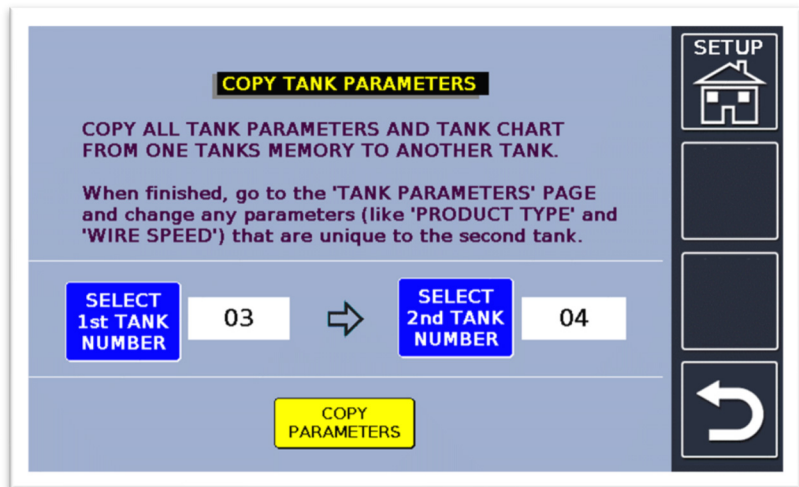 COPY TANK PARAMETERS
COPY ALL TANK PARAMETERS AND TANK CHART
FROM ONE TANKS MEMORY TO ANOTHER TANK.
When finished, go to the 'TANK PARAMETERS' PAGE
and change any parameters (like 'PRODUCT TYPE' and
'WIRE SPEED') that are unique to the second tank.
SELECT
1st TANK
NUMBER
03
SELECT
2nd TANK
NUMBER
04
COPY
PARAMETERS
SETUP